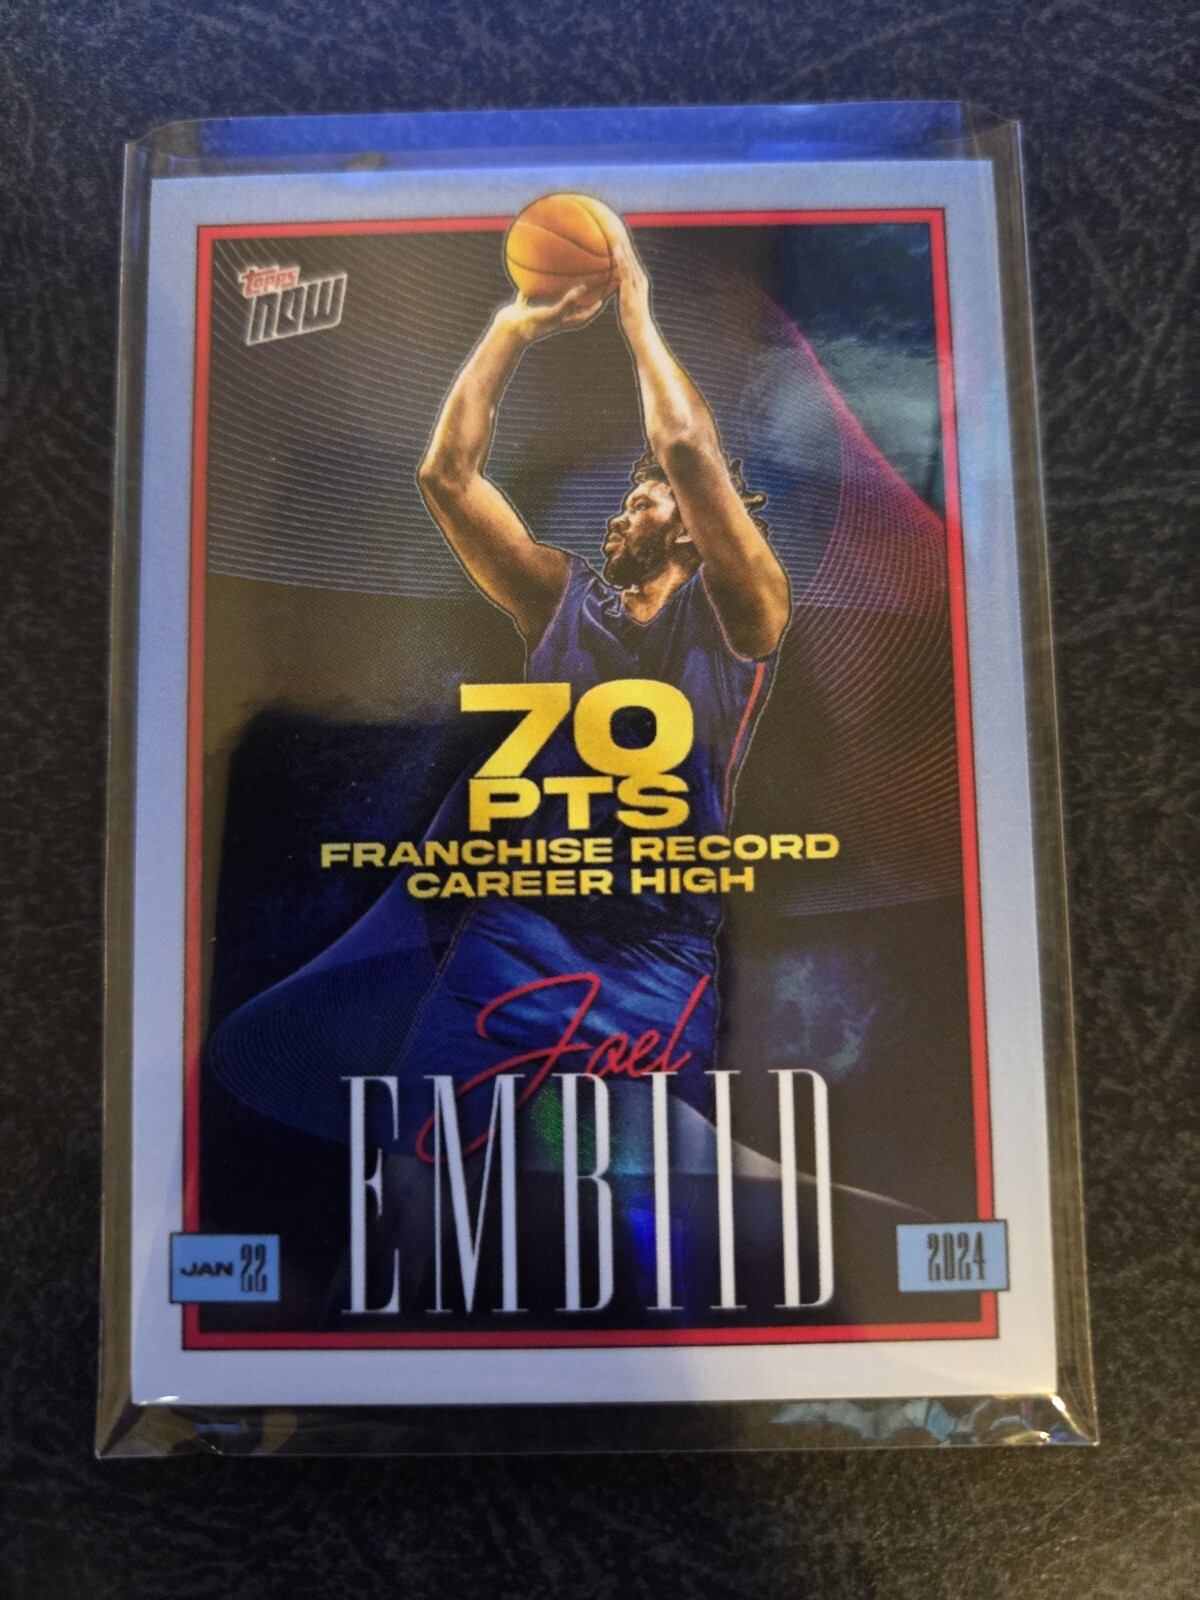 topps
now
70
PTS
FRANCHISE RECORD
CAREER HIGH
Joel
EMBIID
JAN 22
2024